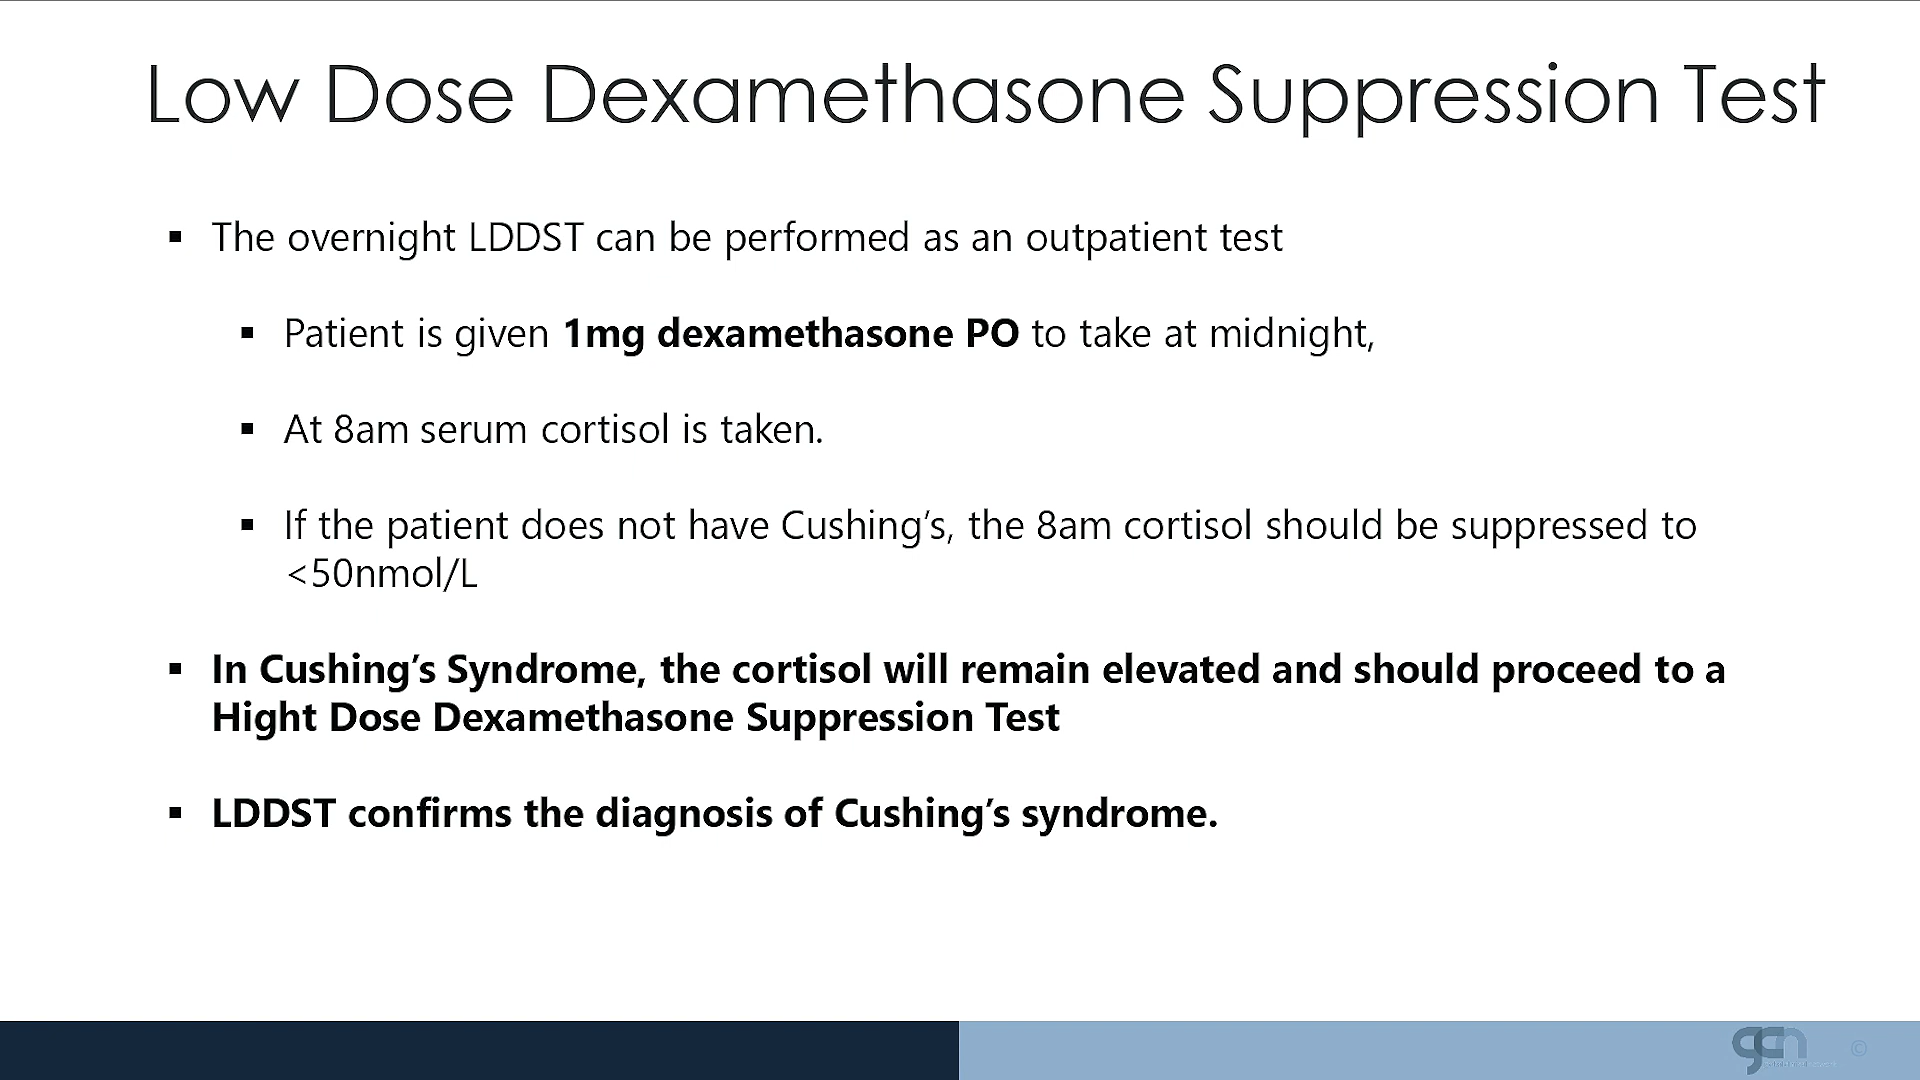 Low Dose Dexamethasone Suppression Test
▪ The overnight LDDST can be performed as an outpatient test
▪ Patient is given 1mg dexamethasone PO to take at midnight,
▪ At 8am serum cortisol is taken.
▪ If the patient does not have Cushing’s, the 8am cortisol should be suppressed to
<50nmol/L
▪ In Cushing’s Syndrome, the cortisol will remain elevated and should proceed to a
Hight Dose Dexamethasone Suppression Test
▪ LDDST confirms the diagnosis of Cushing’s syndrome.
©